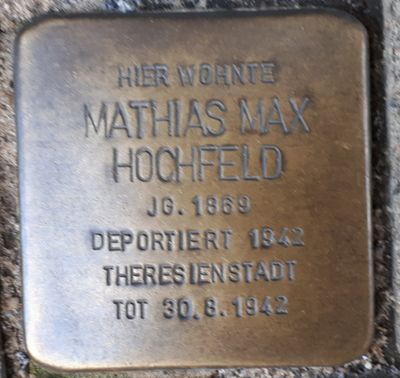 HIER WOHNTE
MATHIAS MAX
HOCHFELD
JG. 1869
DEPORTIERT 1942
THERESIENSTADT
TOT 30.8.1942